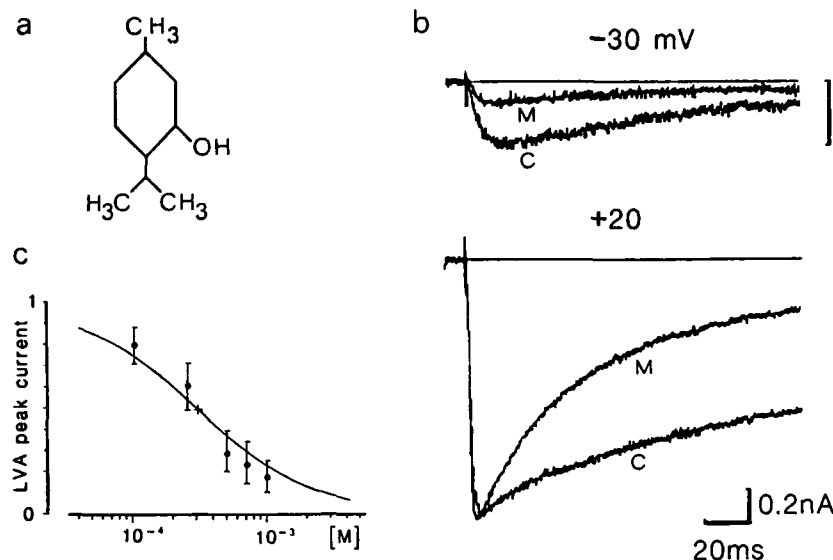 a
CH₃
OH
H₃C
CH₃
b
−30 mV
M
C
+20
M
C
0.2nA
20ms
c
LVA peak current
1
0
10⁻⁴
10⁻³
[M]